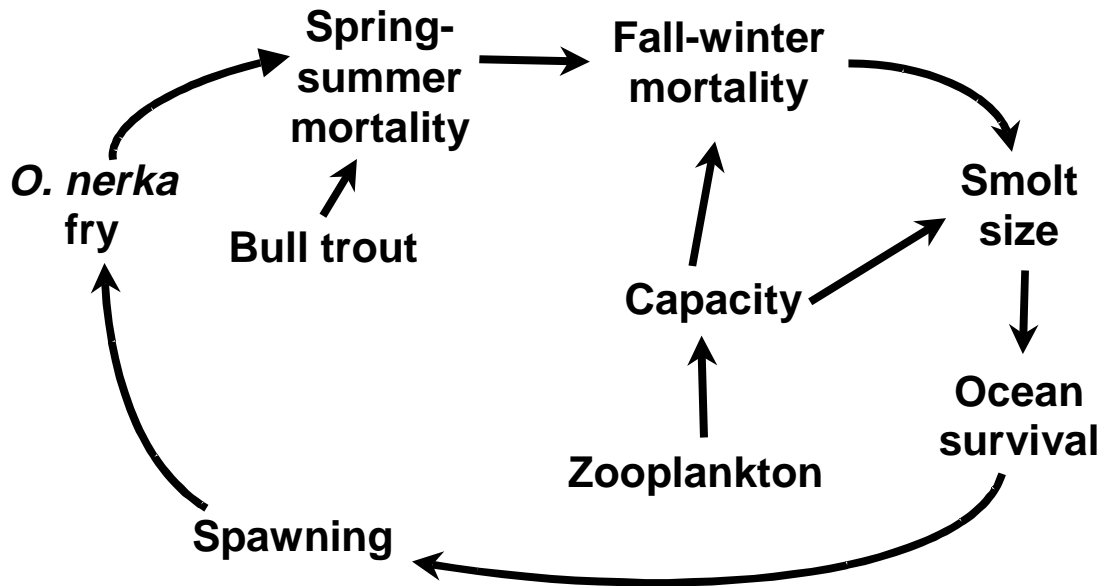 Spring-
summer
mortality
Fall-winter
mortality
O. nerka
fry
Bull trout
Smolt
size
Capacity
Ocean
survival
Zooplankton
Spawning